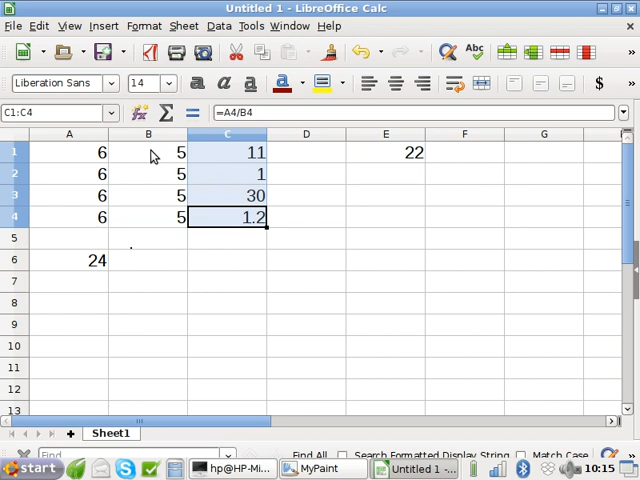 Untitled 1 - LibreOffice Calc
File Edit View Insert Format Sheet Data Tools Window Help
Liberation Sans 14 a a a a $
C1:C4 =A4/B4
A B C D E F G
1 6 5 11 22
2 6 5 1
3 6 5 30
4 6 5 1.2
5
6 24
7
8
9
10
11
12
13
Sheet1
Find Find All Search Formatted Display String Match Case
start hp@HP-Mi... MyPaint Untitled 1 -... 10:15